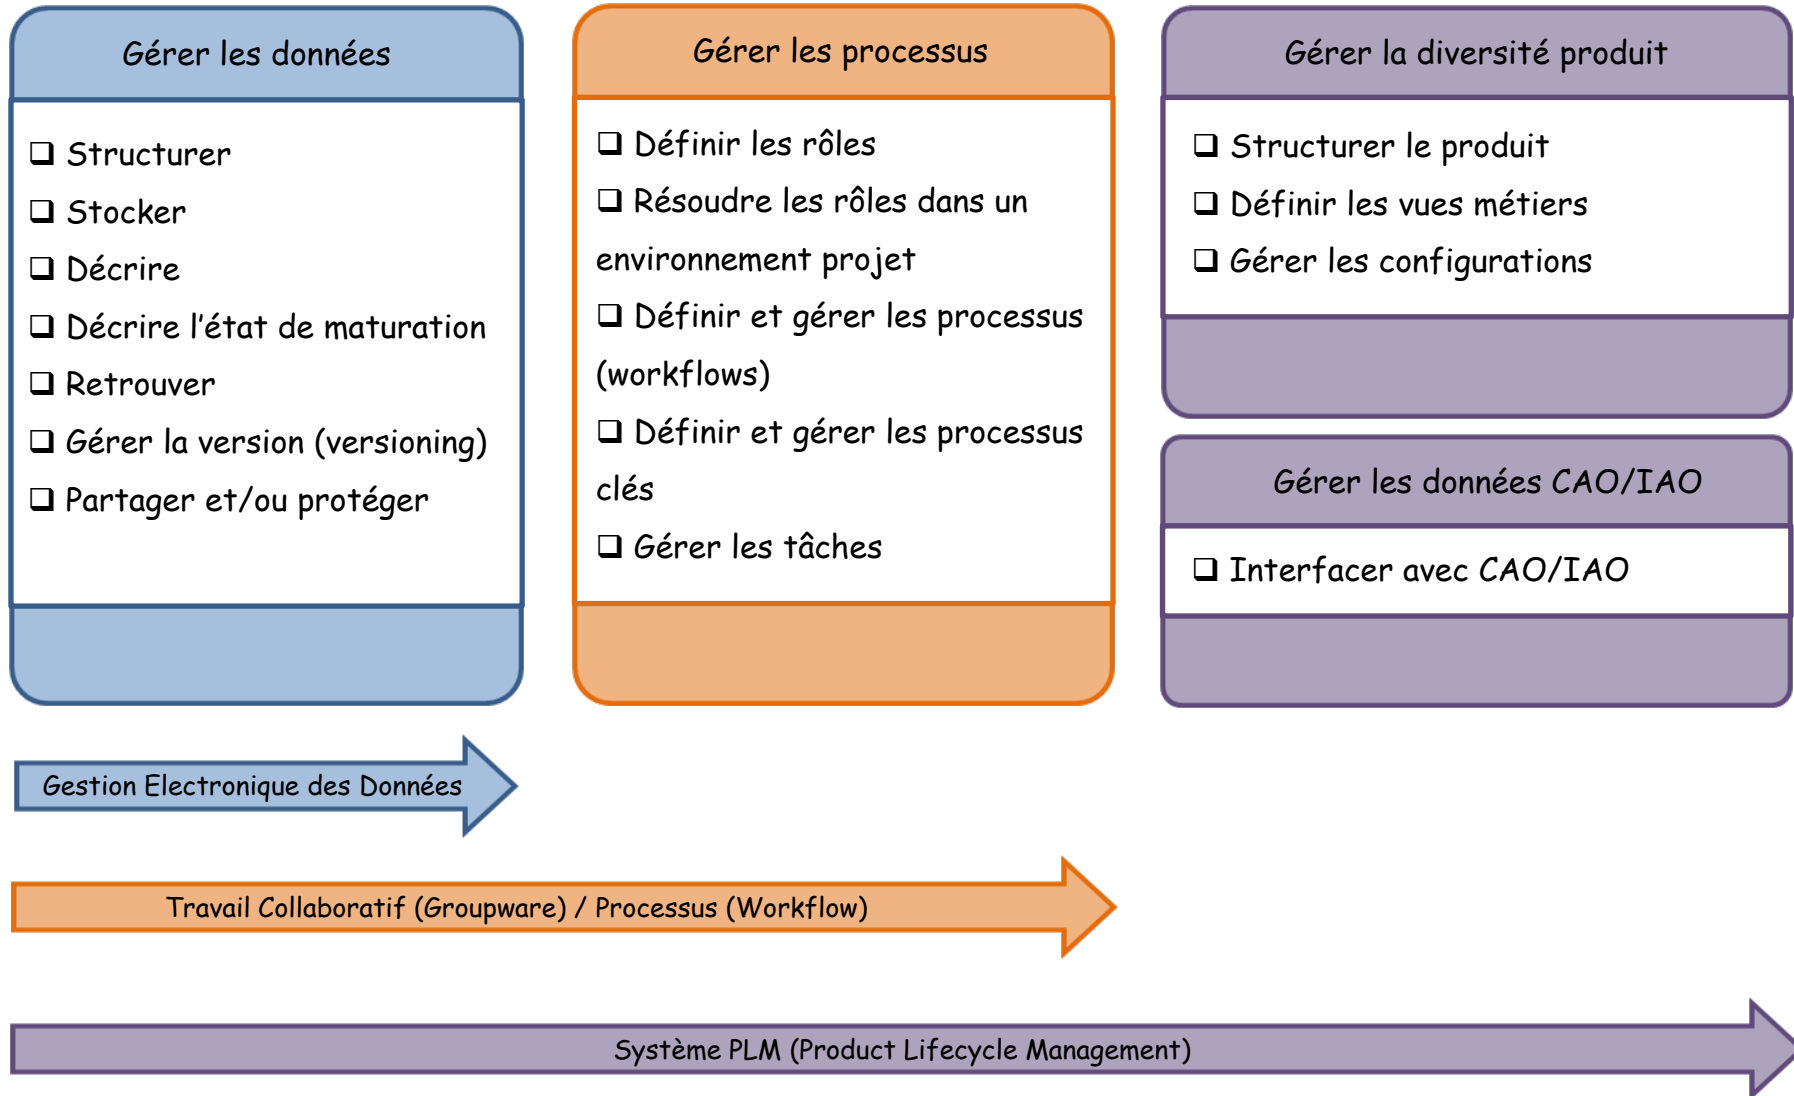 Gérer les données
❑ Structurer
❑ Stocker
❑ Décrire
❑ Décrire l'état de maturation
❑ Retrouver
❑ Gérer la version (versioning)
❑ Partager et/ou protéger
Gérer les processus
❑ Définir les rôles
❑ Résoudre les rôles dans un
environnement projet
❑ Définir et gérer les processus
(workflows)
❑ Définir et gérer les processus
clés
❑ Gérer les tâches
Gérer la diversité produit
❑ Structurer le produit
❑ Définir les vues métiers
❑ Gérer les configurations
Gérer les données CAO/IAO
❑ Interfacer avec CAO/IAO
Gestion Electronique des Données
Travail Collaboratif (Groupware) / Processus (Workflow)
Système PLM (Product Lifecycle Management)